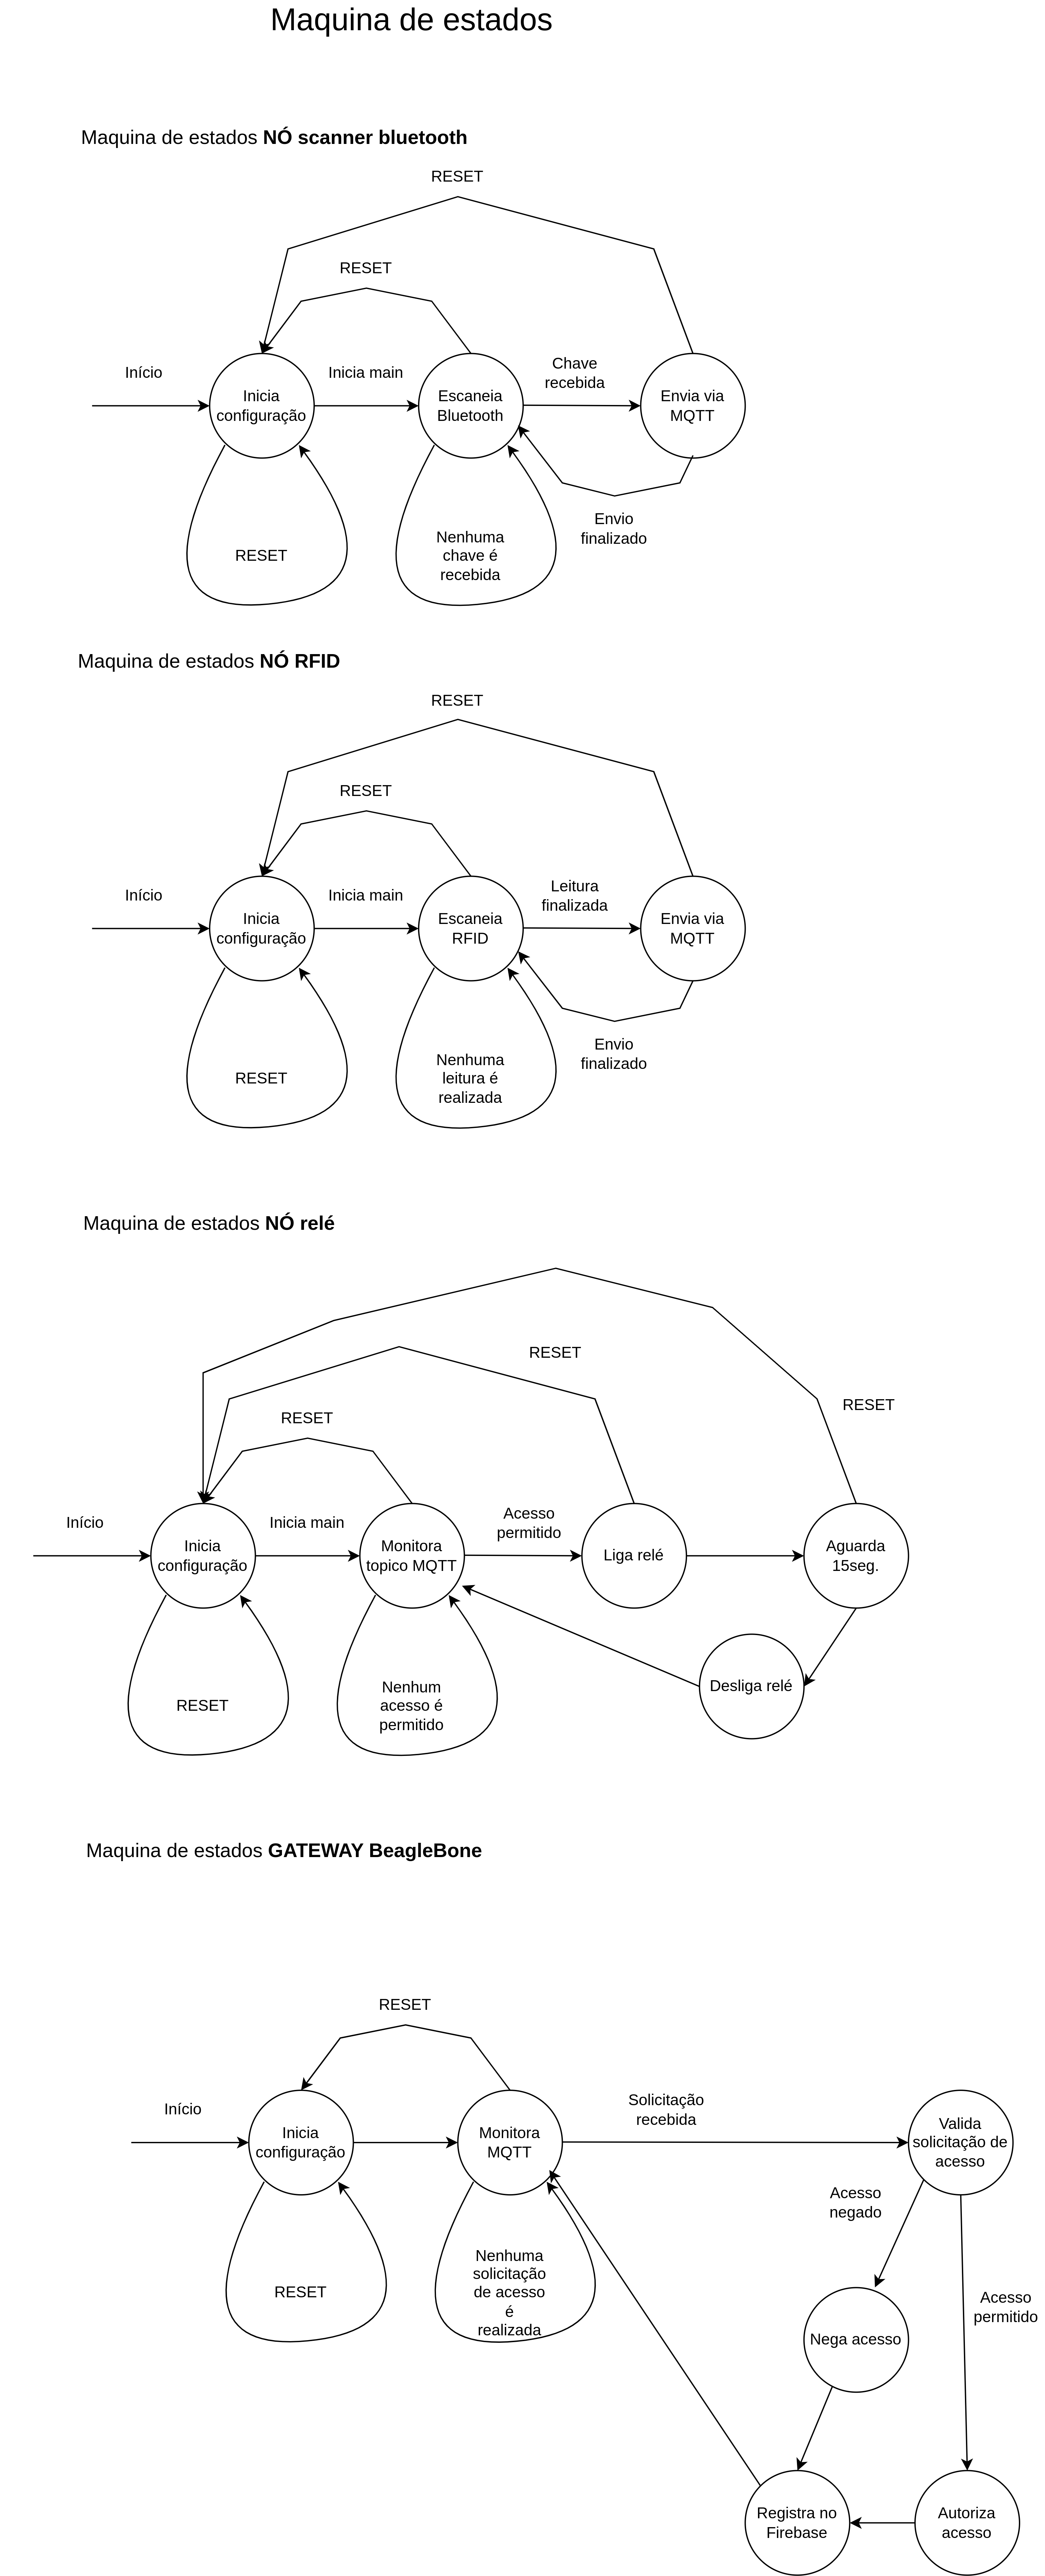 Maquina de estados
Maquina de estados NÓ scanner bluetooth
RESET
RESET
Início
Inicia main
Chave
recebida
Inicia
configuração
Escaneia
Bluetooth
Envia via
MQTT
RESET
Nenhuma
chave é
recebida
Envio
finalizado
Maquina de estados NÓ RFID
RESET
RESET
Início
Inicia main
Leitura
finalizada
Inicia
configuração
Escaneia
RFID
Envia via
MQTT
RESET
Nenhuma
leitura é
realizada
Envio
finalizado
Maquina de estados NÓ relé
RESET
RESET
RESET
Início
Inicia main
Acesso
permitido
Inicia
configuração
Monitora
topico MQTT
Liga relé
Aguarda
15seg.
RESET
Nenhum
acesso é
permitido
Desliga relé
Maquina de estados GATEWAY BeagleBone
RESET
Início
Solicitação
recebida
Inicia
configuração
Monitora
MQTT
Valida
solicitação de
acesso
Acesso
negado
RESET
Nenhuma
solicitação
de acesso
é
realizada
Acesso
permitido
Nega acesso
Registra no
Firebase
Autoriza
acesso